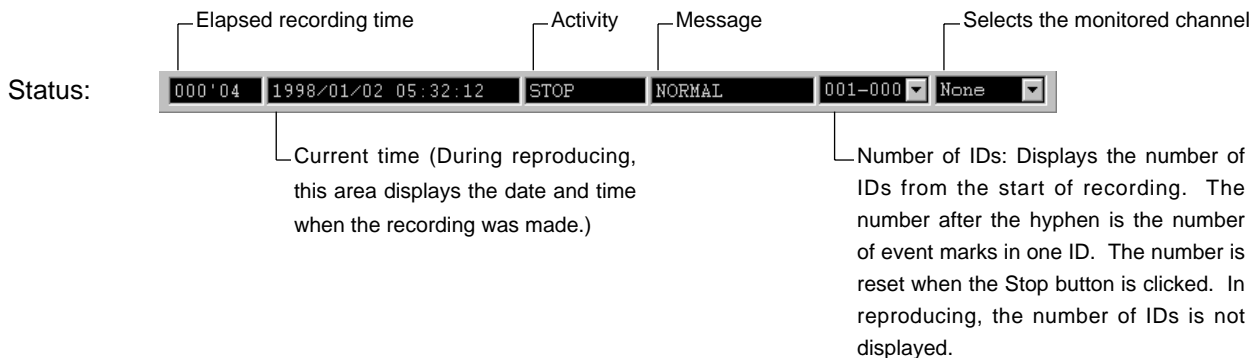 Elapsed recording time
Activity
Message
Selects the monitored channel
Status:
000'04
1998/01/02 05:32:12
STOP
NORMAL
001-000
None
Current time (During reproducing,
this area displays the date and time
when the recording was made.)
Number of IDs: Displays the number of
IDs from the start of recording. The
number after the hyphen is the number
of event marks in one ID. The number is
reset when the Stop button is clicked. In
reproducing, the number of IDs is not
displayed.